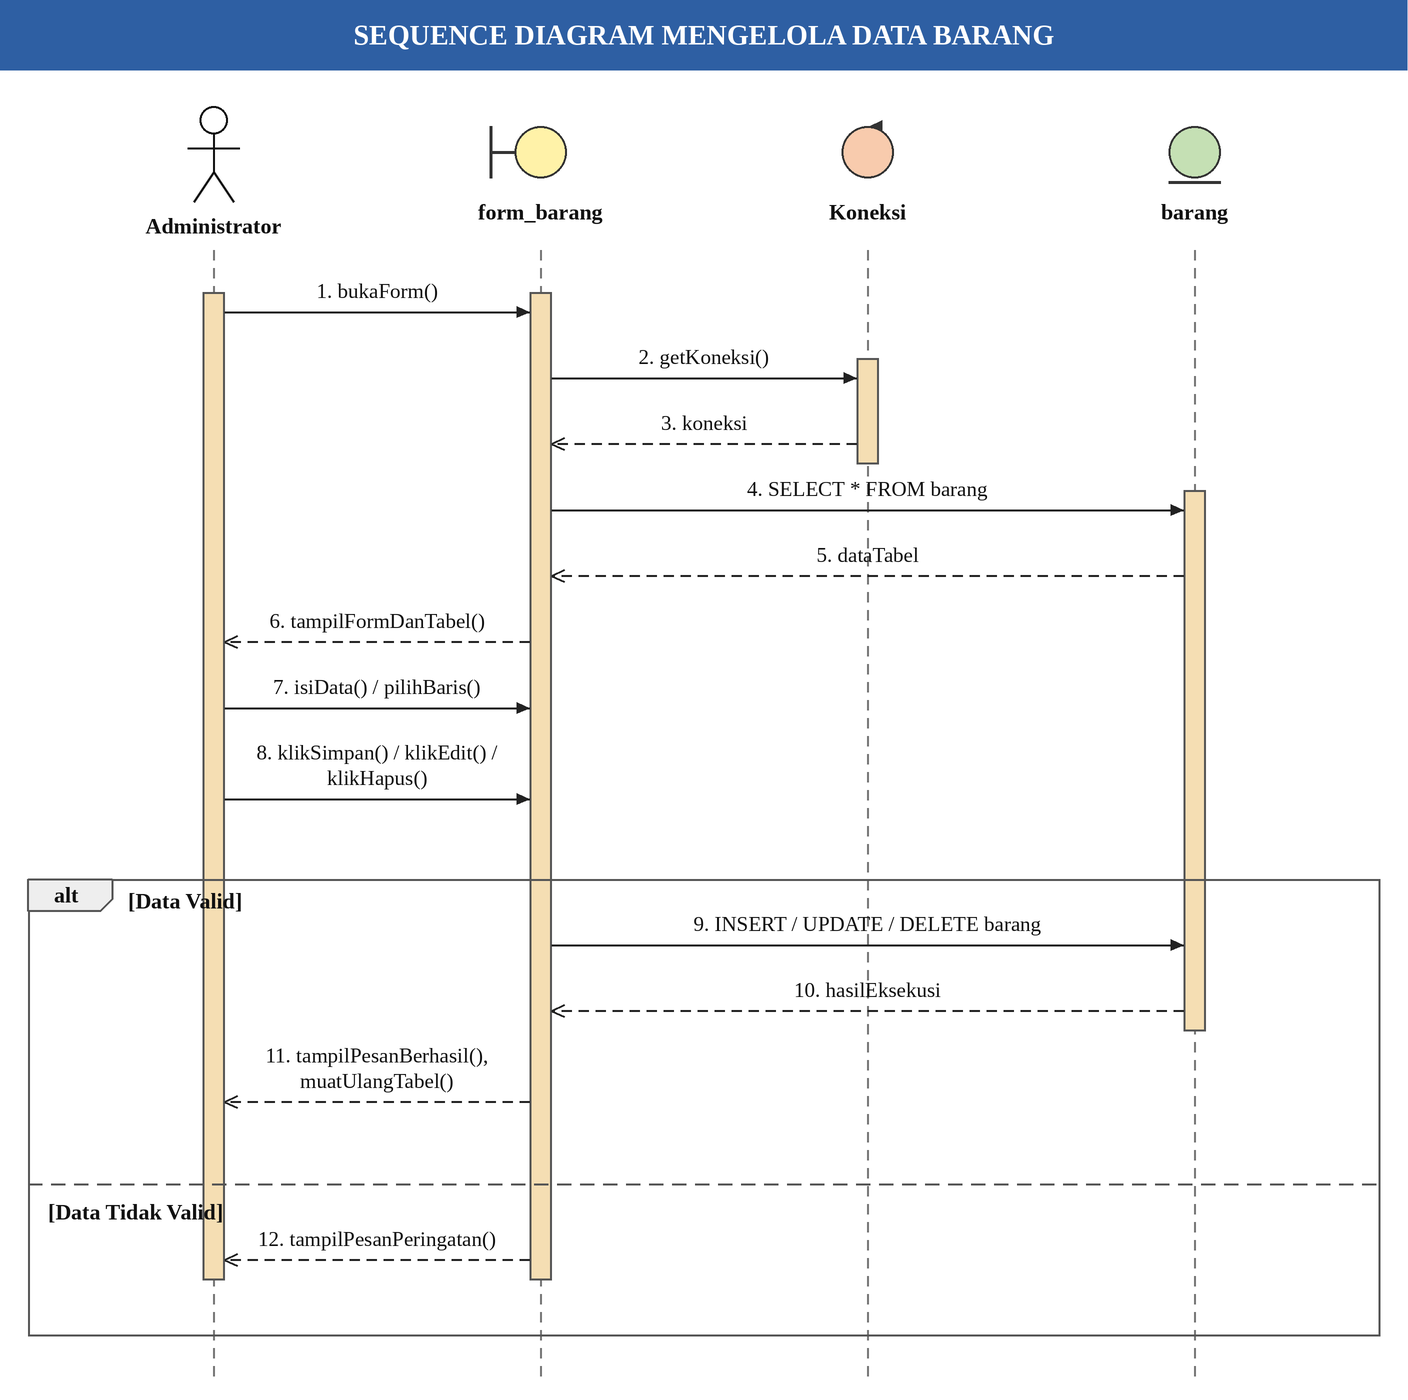 SEQUENCE DIAGRAM MENGELOLA DATA BARANG
Administrator
form_barang
Koneksi
barang
1. bukaForm()
2. getKoneksi()
3. koneksi
4. SELECT * FROM barang
5. dataTabel
6. tampilFormDanTabel()
7. isiData() / pilihBaris()
8. klikSimpan() / klikEdit() /
klikHapus()
alt
[Data Valid]
9. INSERT / UPDATE / DELETE barang
10. hasilEksekusi
11. tampilPesanBerhasil(),
muatUlangTabel()
[Data Tidak Valid]
12. tampilPesanPeringatan()